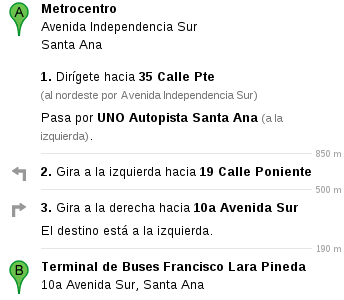 A
Metrocentro
Avenida Independencia Sur
Santa Ana
1. Dirígete hacia 35 Calle Pte
(al nordeste por Avenida Independencia Sur)
Pasa por UNO Autopista Santa Ana (a la
izquierda).
850 m
2. Gira a la izquierda hacia 19 Calle Poniente
500 m
3. Gira a la derecha hacia 10a Avenida Sur
El destino está a la izquierda.
190 m
B
Terminal de Buses Francisco Lara Pineda
10a Avenida Sur, Santa Ana